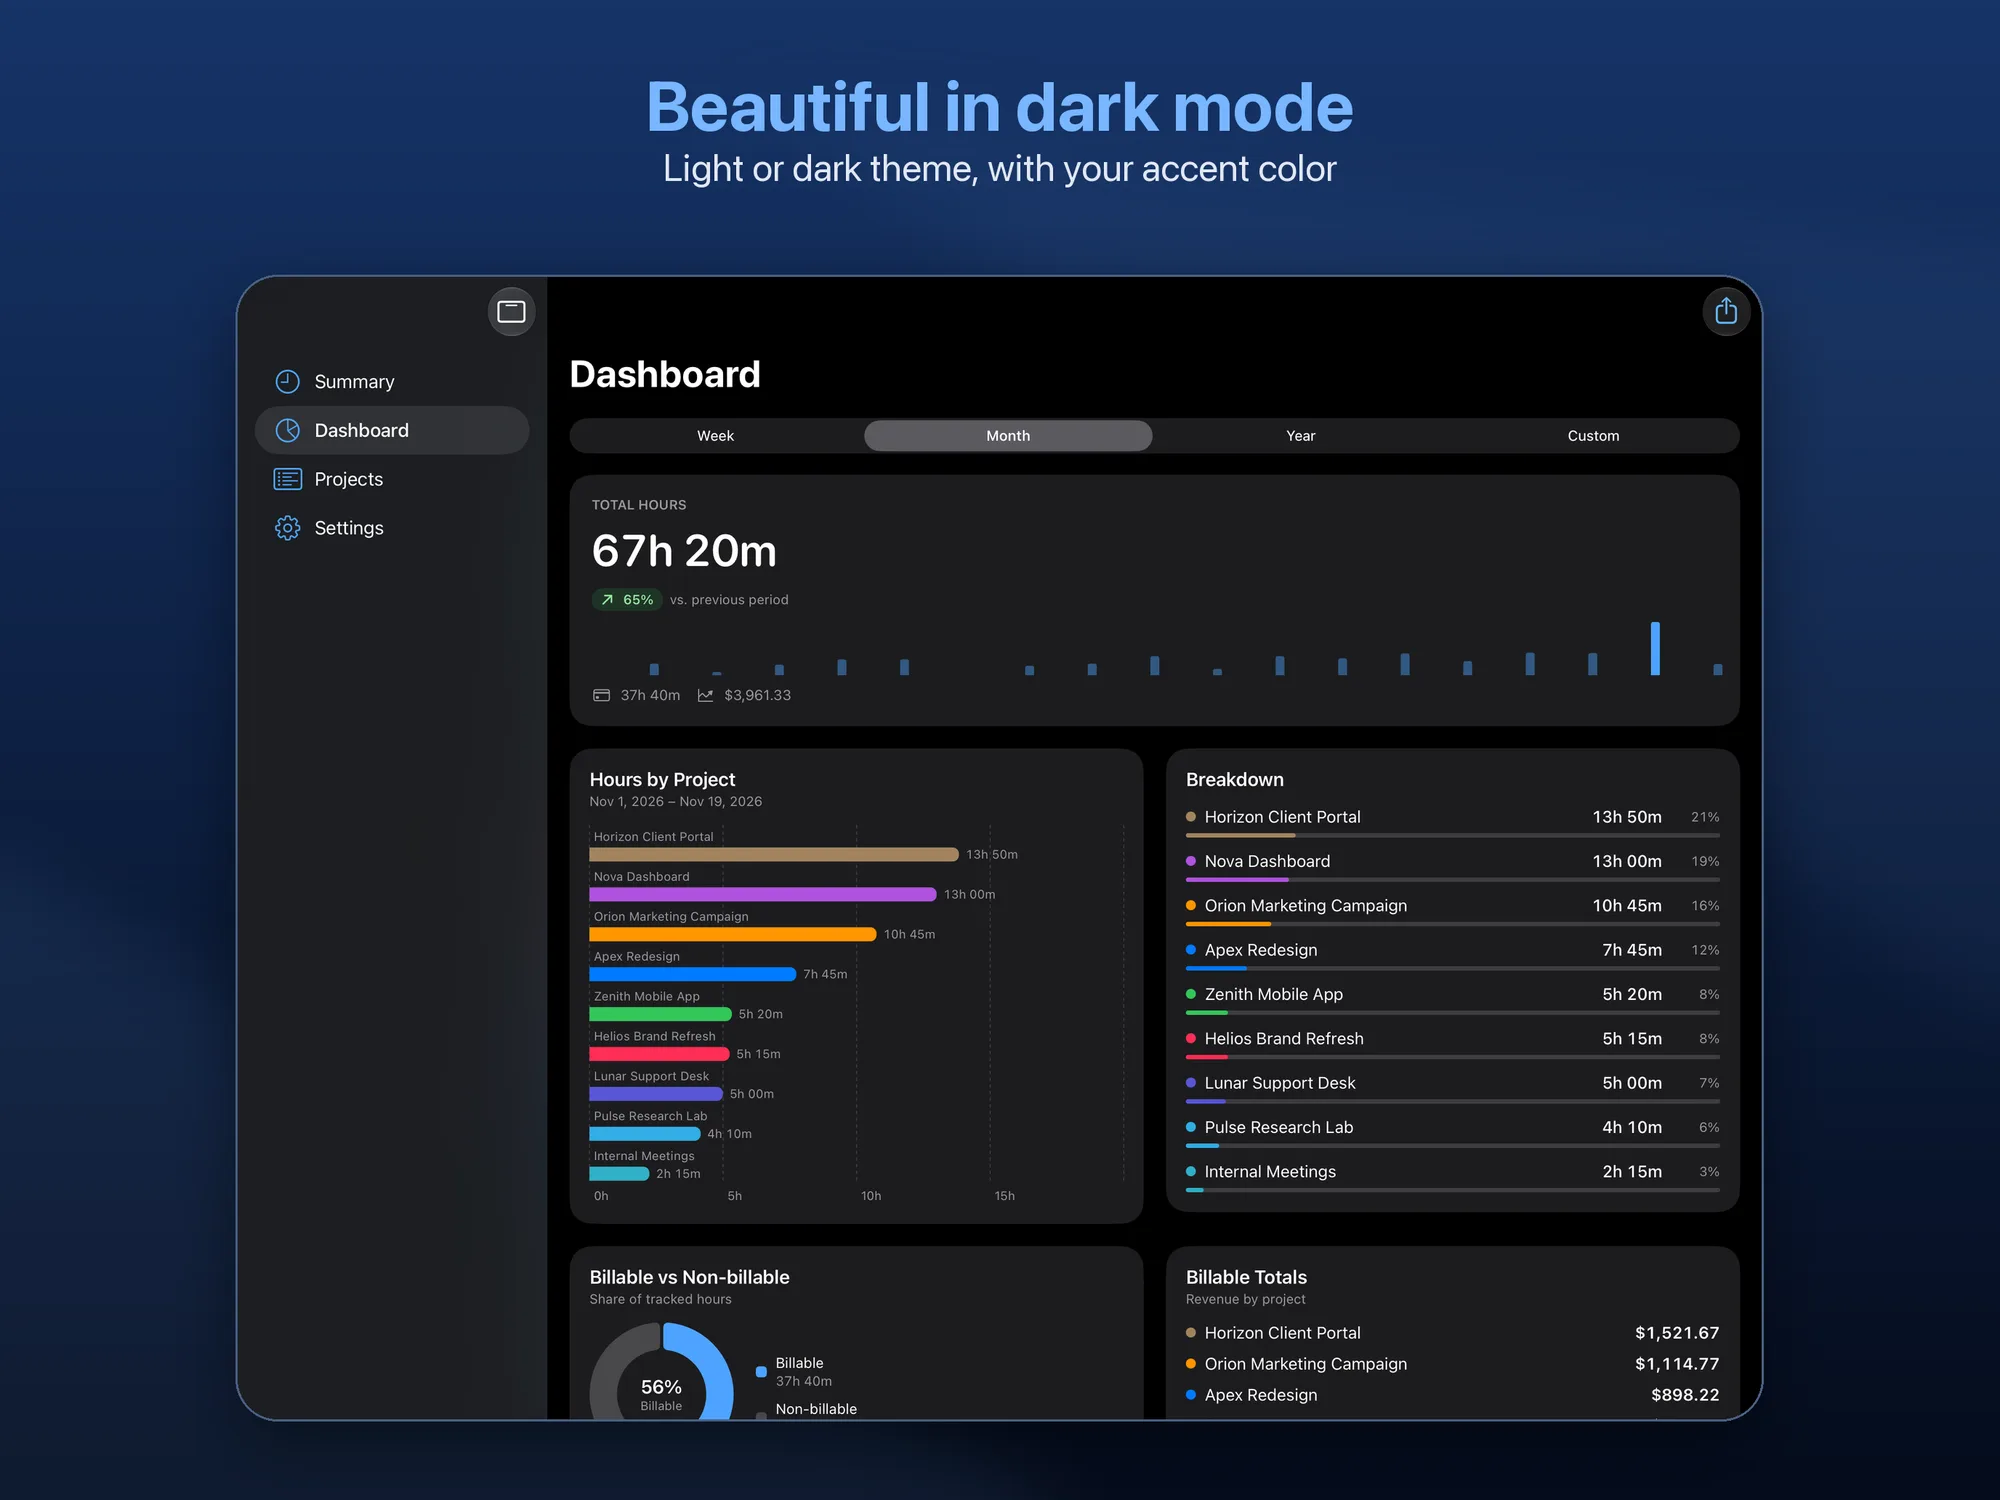 Beautiful in dark mode
Light or dark theme, with your accent color
Summary
Dashboard
Projects
Settings
Dashboard
Week Month Year Custom
TOTAL HOURS
67h 20m
65% vs. previous period
37h 40m $3,961.33
Hours by Project
Nov 1, 2026 – Nov 19, 2026
Horizon Client Portal
13h 50m
Nova Dashboard
13h 00m
Orion Marketing Campaign
10h 45m
Apex Redesign
7h 45m
Zenith Mobile App
5h 20m
Helios Brand Refresh
5h 15m
Lunar Support Desk
5h 00m
Pulse Research Lab
4h 10m
Internal Meetings
2h 15m
0h 5h 10h 15h
Breakdown
Horizon Client Portal 13h 50m 21%
Nova Dashboard 13h 00m 19%
Orion Marketing Campaign 10h 45m 16%
Apex Redesign 7h 45m 12%
Zenith Mobile App 5h 20m 8%
Helios Brand Refresh 5h 15m 8%
Lunar Support Desk 5h 00m 7%
Pulse Research Lab 4h 10m 6%
Internal Meetings 2h 15m 3%
Billable vs Non-billable
Share of tracked hours
56%
Billable
Billable
37h 40m
Non-billable
Billable Totals
Revenue by project
Horizon Client Portal $1,521.67
Orion Marketing Campaign $1,114.77
Apex Redesign $898.22